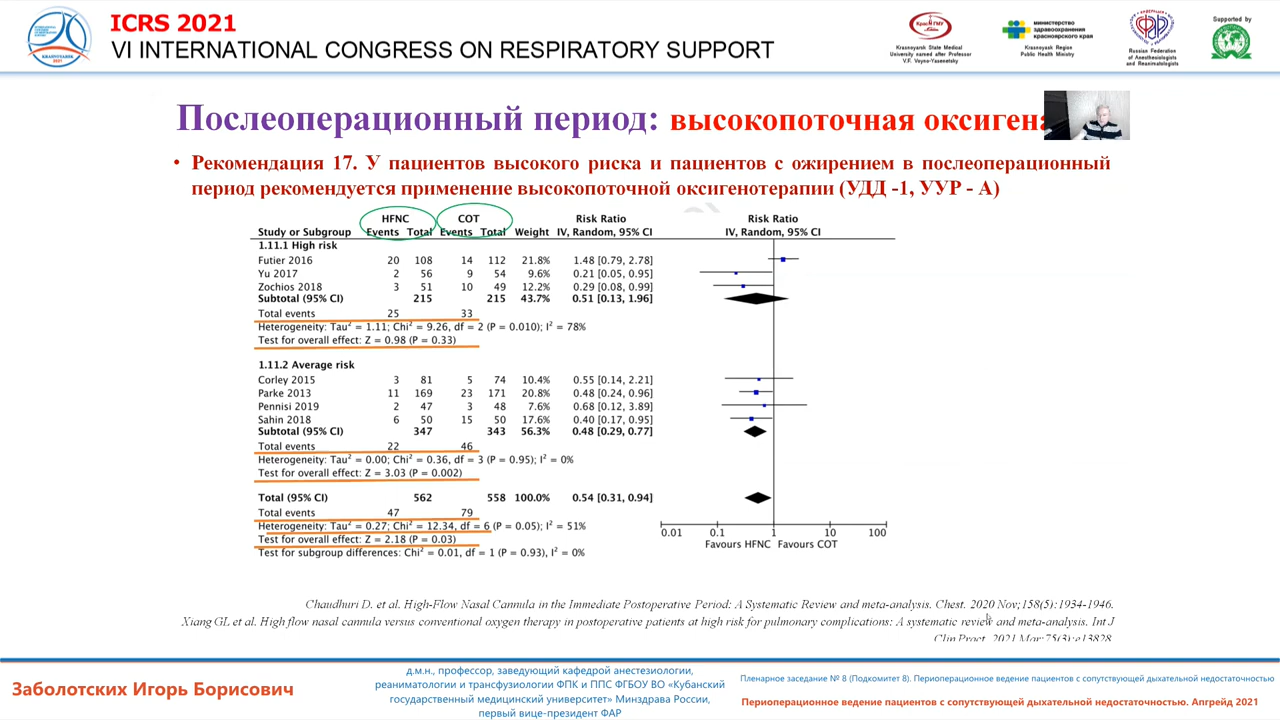 ICRS 2021
VI INTERNATIONAL CONGRESS ON RESPIRATORY SUPPORT
KRASNOYARSK
2021
КрасГМУ
Krasnoyarsk State Medical
University named after Professor
V.F. Voyno-Yasenetsky
министерство
здравоохранения
красноярского края
Krasnoyarsk Region
Public Health Ministry
Russian Federation
of Anesthesiologists
and Reanimatologists
Supported by
Послеоперационный период: высокопоточная
• Рекомендация 17. У пациентов высокого риска и пациентов с ожирением в послеоперационный
период рекомендуется применение высокопоточной оксигенотерапии (УДД -1, УУР - А)
HFNC COT Risk Ratio Risk Ratio
Study or Subgroup Events Total Events Total Weight IV, Random, 95% CI IV, Random, 95% CI
1.11.1 High risk
Futier 2016 20 108 14 112 21.8% 1.48 [0.79, 2.78]
Yu 2017 2 56 9 54 9.6% 0.21 [0.05, 0.95]
Zochios 2018 3 51 10 49 12.2% 0.29 [0.08, 0.99]
Subtotal (95% CI) 215 215 43.7% 0.51 [0.13, 1.96]
Total events 25 33
Heterogeneity: Tau² = 1.11; Chi² = 9.26, df = 2 (P = 0.010); I² = 78%
Test for overall effect: Z = 0.98 (P = 0.33)
1.11.2 Average risk
Corley 2015 3 81 5 74 10.4% 0.55 [0.14, 2.21]
Parke 2013 11 169 23 171 20.8% 0.48 [0.24, 0.96]
Pennisi 2019 2 47 3 48 7.6% 0.68 [0.12, 3.89]
Sahin 2018 6 50 15 50 17.6% 0.40 [0.17, 0.95]
Subtotal (95% CI) 347 343 56.3% 0.48 [0.29, 0.77]
Total events 22 46
Heterogeneity: Tau² = 0.00; Chi² = 0.36, df = 3 (P = 0.95); I² = 0%
Test for overall effect: Z = 3.03 (P = 0.002)
Total (95% CI) 562 558 100.0% 0.54 [0.31, 0.94]
Total events 47 79
Heterogeneity: Tau² = 0.27; Chi² = 12.34, df = 6 (P = 0.05); I² = 51%
Test for overall effect: Z = 2.18 (P = 0.03)
Test for subgroup differences: Chi² = 0.01, df = 1 (P = 0.93), I² = 0%
0.01 0.1 1 10 100
Favours HFNC Favours COT
Chaudhuri D. et al. High-Flow Nasal Cannula in the Immediate Postoperative Period: A Systematic Review and meta-analysis. Chest. 2020 Nov;158(5):1934-1946.
Xiang GL et al. High flow nasal cannula versus conventional oxygen therapy in postoperative patients at high risk for pulmonary complications: A systematic review and meta-analysis. Int J
Clin Pract. 2021 Mar;75(3):e13828.
Заболотских Игорь Борисович
д.м.н., профессор, заведующий кафедрой анестезиологии,
реаниматологии и трансфузиологии ФПК и ППС ФГБОУ ВО «Кубанский
государственный медицинский университет» Минздрава России,
первый вице-президент ФАР
Пленарное заседание № 8 (Подкомитет 8). Периоперационное ведение пациентов с сопутствующей дыхательной недостаточностью
Периоперационное ведение пациентов с сопутствующей дыхательной недостаточностью. Апгрейд 2021